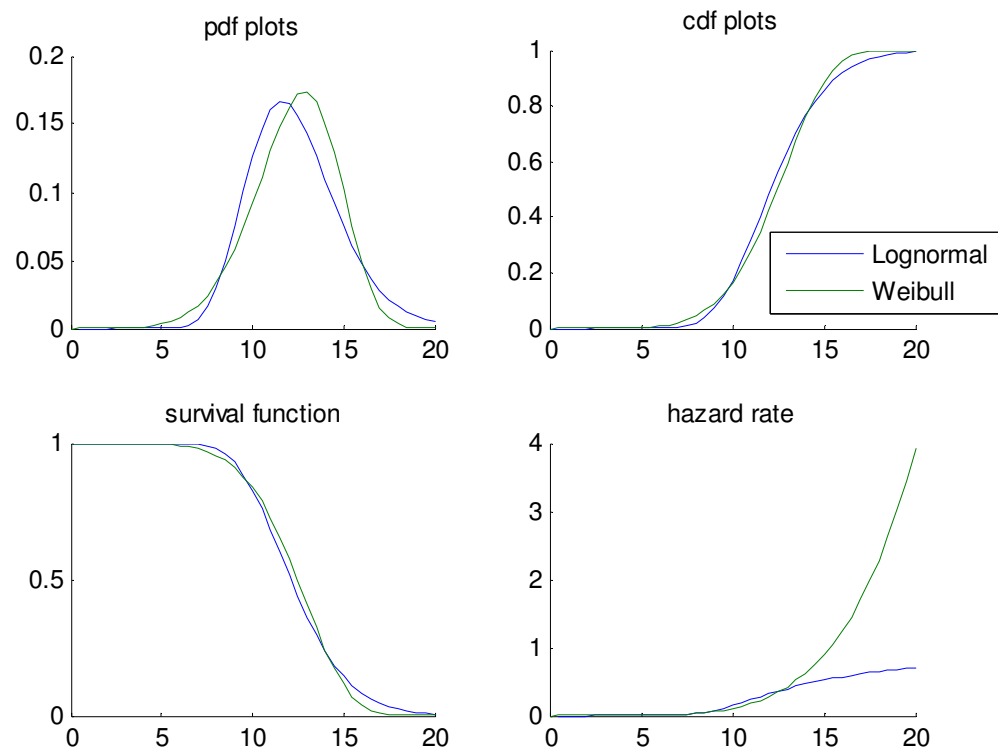 pdf plots
0.2
0.15
0.1
0.05
0
0 5 10 15 20
cdf plots
1
0.8
0.6
0.4
0.2
0
0 5 10 15 20
Lognormal
Weibull
survival function
1
0.5
0
0 5 10 15 20
hazard rate
4
3
2
1
0
0 5 10 15 20